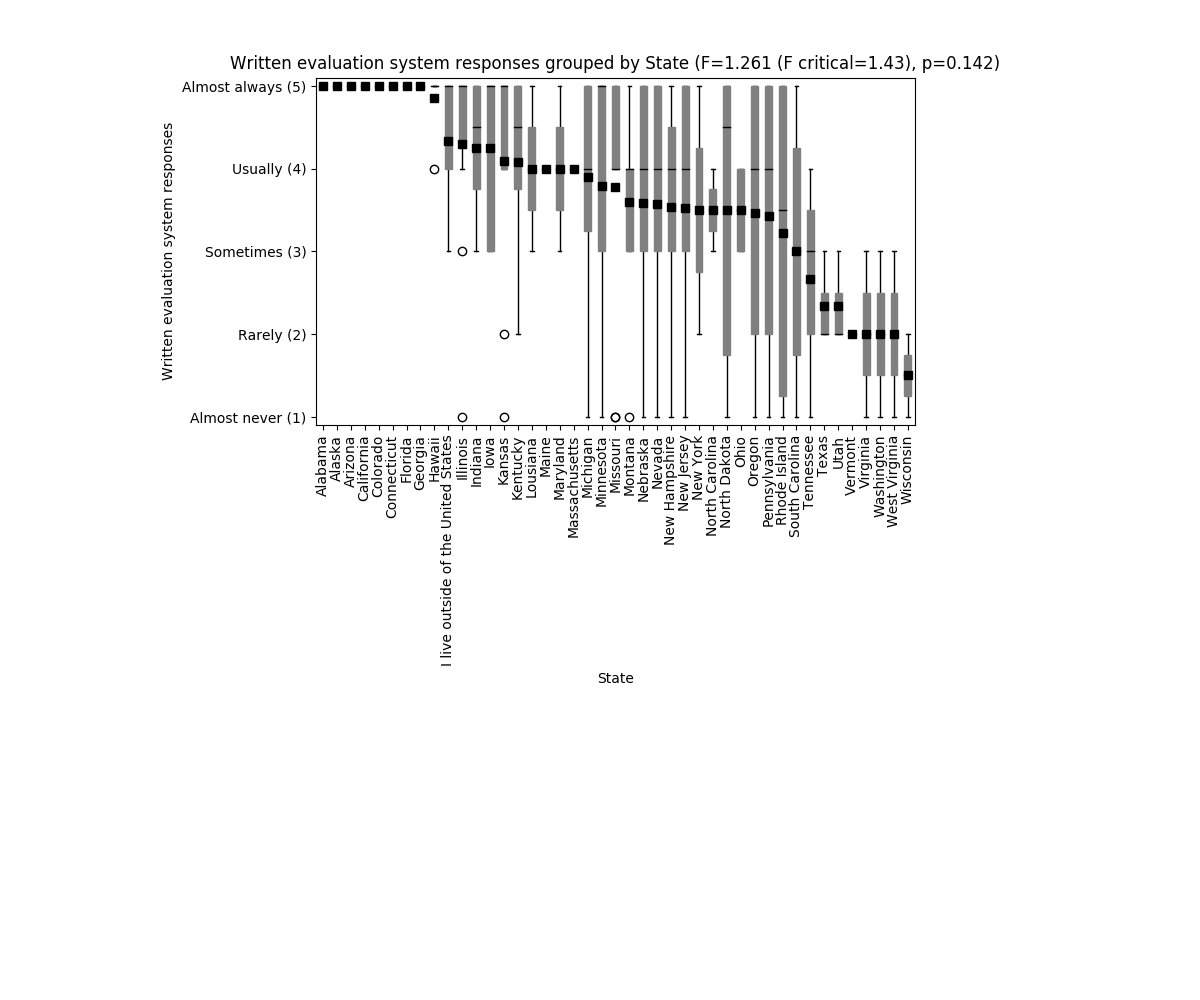 Written evaluation system responses grouped by State (F=1.261 (F critical=1.43), p=0.142)
Written evaluation system responses
Almost always (5)
Usually (4)
Sometimes (3)
Rarely (2)
Almost never (1)
Alabama
Alaska
Arizona
California
Colorado
Connecticut
Florida
Georgia
Hawaii
I live outside of the United States
Illinois
Indiana
Iowa
Kansas
Kentucky
Lousiana
Maine
Maryland
Massachusetts
Michigan
Minnesota
Missouri
Montana
Nebraska
Nevada
New Hampshire
New Jersey
New York
North Carolina
North Dakota
Ohio
Oregon
Pennsylvania
Rhode Island
South Carolina
Tennessee
Texas
Utah
Vermont
Virginia
Washington
West Virginia
Wisconsin
State